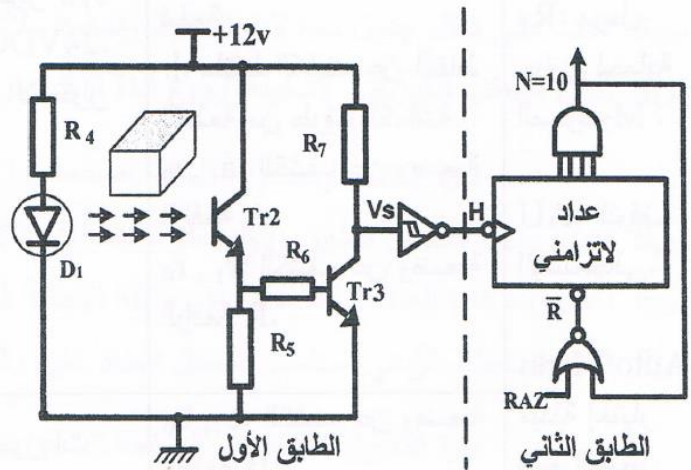 +12v
R4
R7
N=10
Tr2
Vs
H
عداد
لاتزامني
D1
R6
Tr3
R5
R̅
RAZ
الطابق الأول
الطابق الثاني